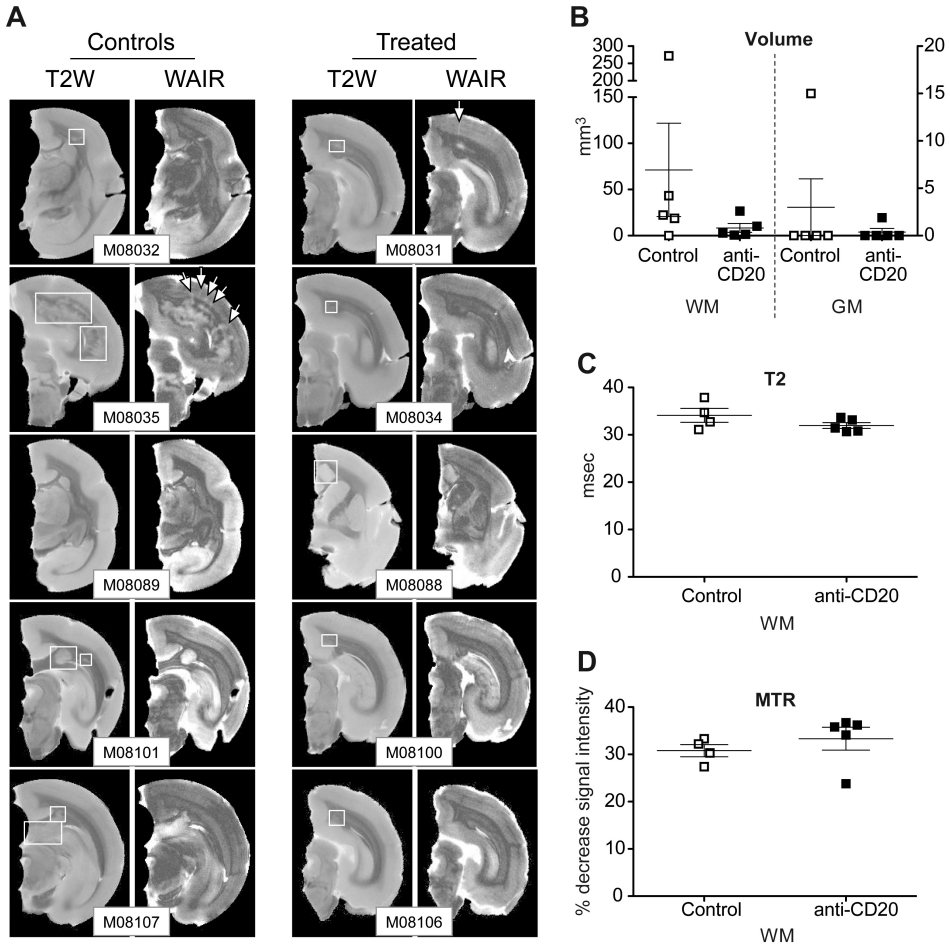 A
Controls
Treated
T2W
WAIR
T2W
WAIR
M08032
M08031
M08035
M08034
M08089
M08088
M08101
M08100
M08107
M08106
B
Volume
300
200
150
100
50
0
mm³
20
15
10
5
0
Control
anti-
CD20
Control
anti-
CD20
WM
GM
C
T2
40
30
20
10
0
msec
Control
anti-CD20
WM
D
MTR
40
30
20
10
0
% decrease signal intensity
Control
anti-CD20
WM